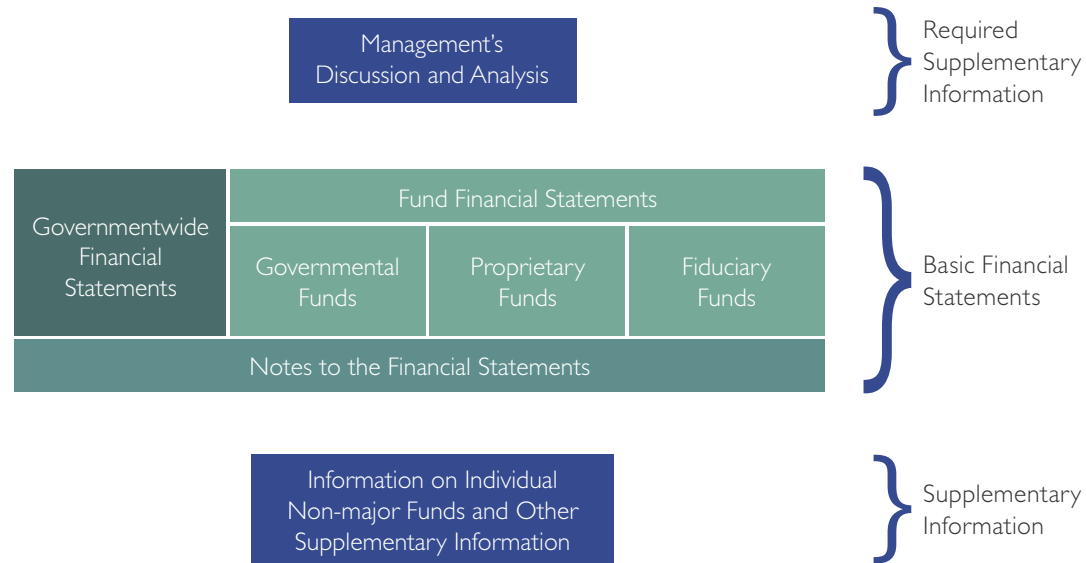 Management's
Discussion and Analysis
Required
Supplementary
Information
Governmentwide
Financial
Statements
Fund Financial Statements
Governmental
Funds
Proprietary
Funds
Fiduciary
Funds
Notes to the Financial Statements
Basic Financial
Statements
Information on Individual
Non-major Funds and Other
Supplementary Information
Supplementary
Information